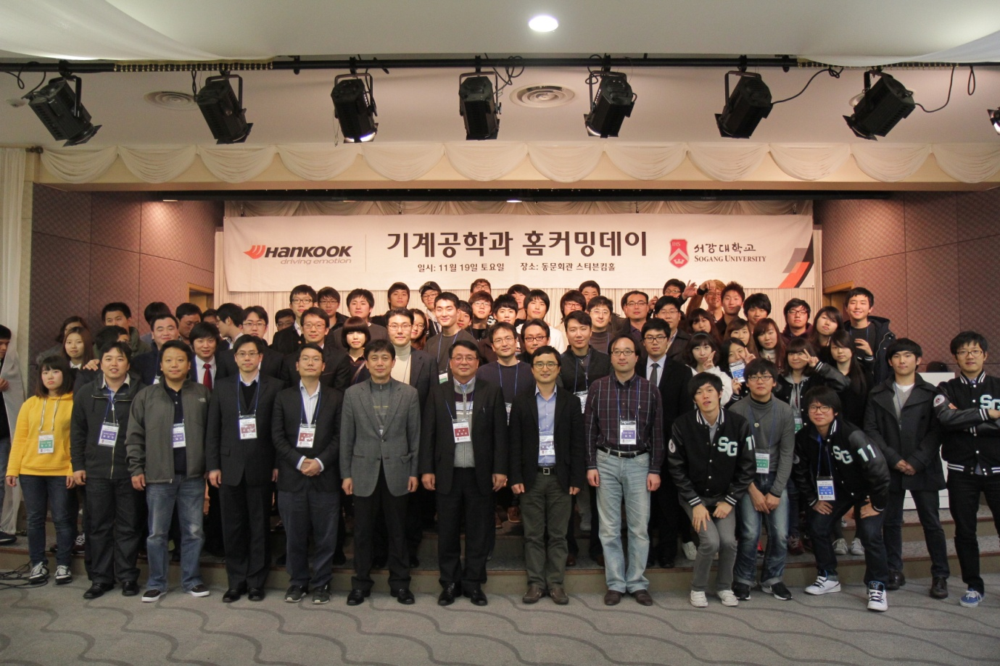 HANKOOK
driving emotion
기계공학과 홈커밍데이
일시: 11월 19일 토요일 장소: 동문회관 스티븐킴홀
IHS
서강대학교
SOGANG UNIVERSITY
SG 1
SG 11
SG